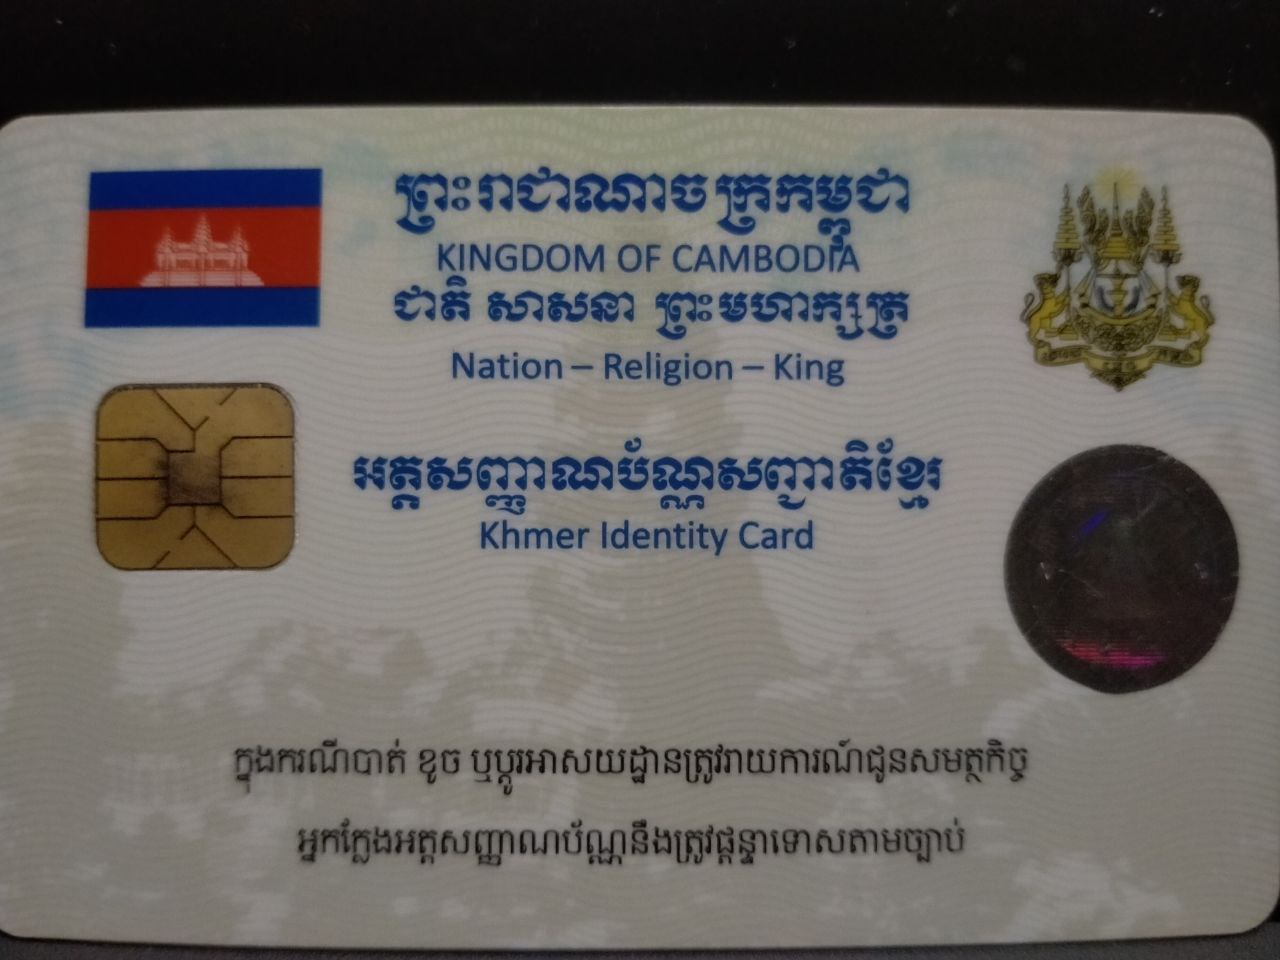 ព្រះរាជាណាចក្រកម្ពុជា
KINGDOM OF CAMBODIA
ជាតិ សាសនា ព្រះមហាក្សត្រ
Nation – Religion – King
អត្តសញ្ញាណប័ណ្ណសញ្ជាតិខ្មែរ
Khmer Identity Card
ក្នុងករណីបាត់ ខូច ឬប្តូរអាសយដ្ឋានត្រូវរាយការណ៍ជូនសមត្ថកិច្ច
អ្នកក្លែងអត្តសញ្ញាណប័ណ្ណនឹងត្រូវផ្តន្ទាទោសតាមច្បាប់